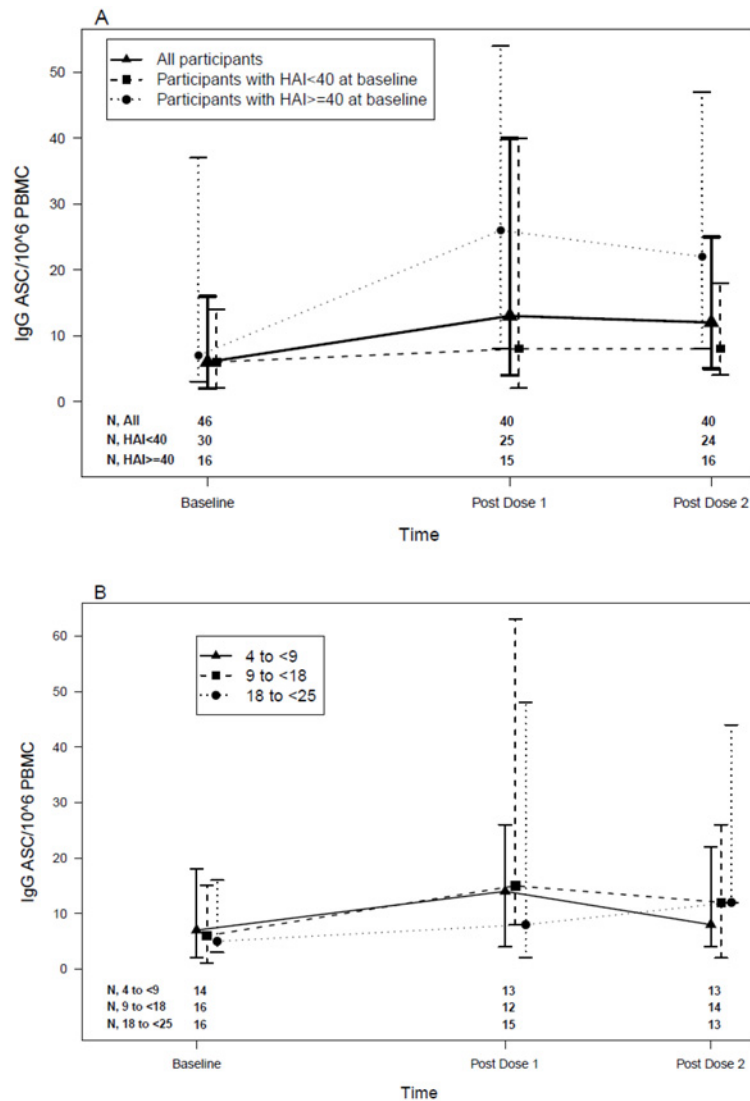 A
All participants
Participants with HAI<40 at baseline
Participants with HAI>=40 at baseline
50
40
30
20
10
0
IgG ASC/10^6 PBMC
N, All 46 40 40
N, HAI<40 30 25 24
N, HAI>=40 16 15 16
Baseline Post Dose 1 Post Dose 2
Time
B
4 to <9
9 to <18
18 to <25
60
50
40
30
20
10
0
IgG ASC/10^6 PBMC
N, 4 to <9 14 13 13
N, 9 to <18 16 12 14
N, 18 to <25 16 15 13
Baseline Post Dose 1 Post Dose 2
Time